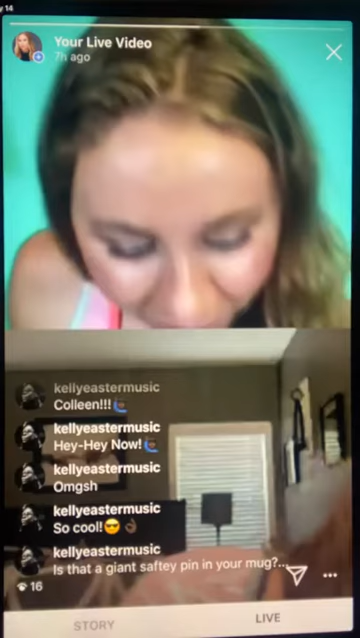 y 14
Your Live Video
7h ago
kellyeastermusic
Colleen!!!
kellyeastermusic
Hey-Hey Now!
kellyeastermusic
Omgsh
kellyeastermusic
So cool!
kellyeastermusic
Is that a giant saftey pin in your mug?...
16
STORY
LIVE